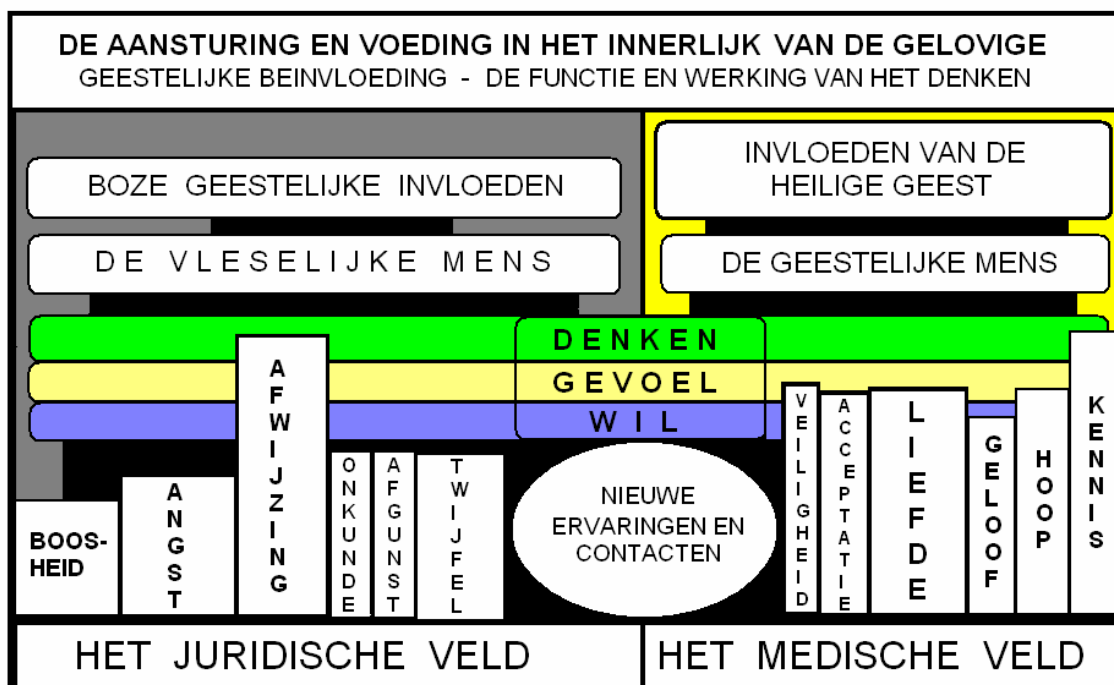 DE AANSTURING EN VOEDING IN HET INNERLIJK VAN DE GELOVIGE
GEESTELIJKE BEINVLOEDING - DE FUNCTIE EN WERKING VAN HET DENKEN
BOZE GEESTELIJKE INVLOEDEN
DE VLESELIJKE MENS
INVLOEDEN VAN DE
HEILIGE GEEST
DE GEESTELIJKE MENS
DENKEN
GEVOEL
WIL
BOOS-
HEID
ANGST
AFWIJZING
ONKUNDE
AFGUNST
TWIJFEL
NIEUWE
ERVARINGEN EN
CONTACTEN
VEILIGHEID
ACCEPTATIE
LIEFDE
GELOOF
HOOP
KENNIS
HET JURIDISCHE VELD
HET MEDISCHE VELD